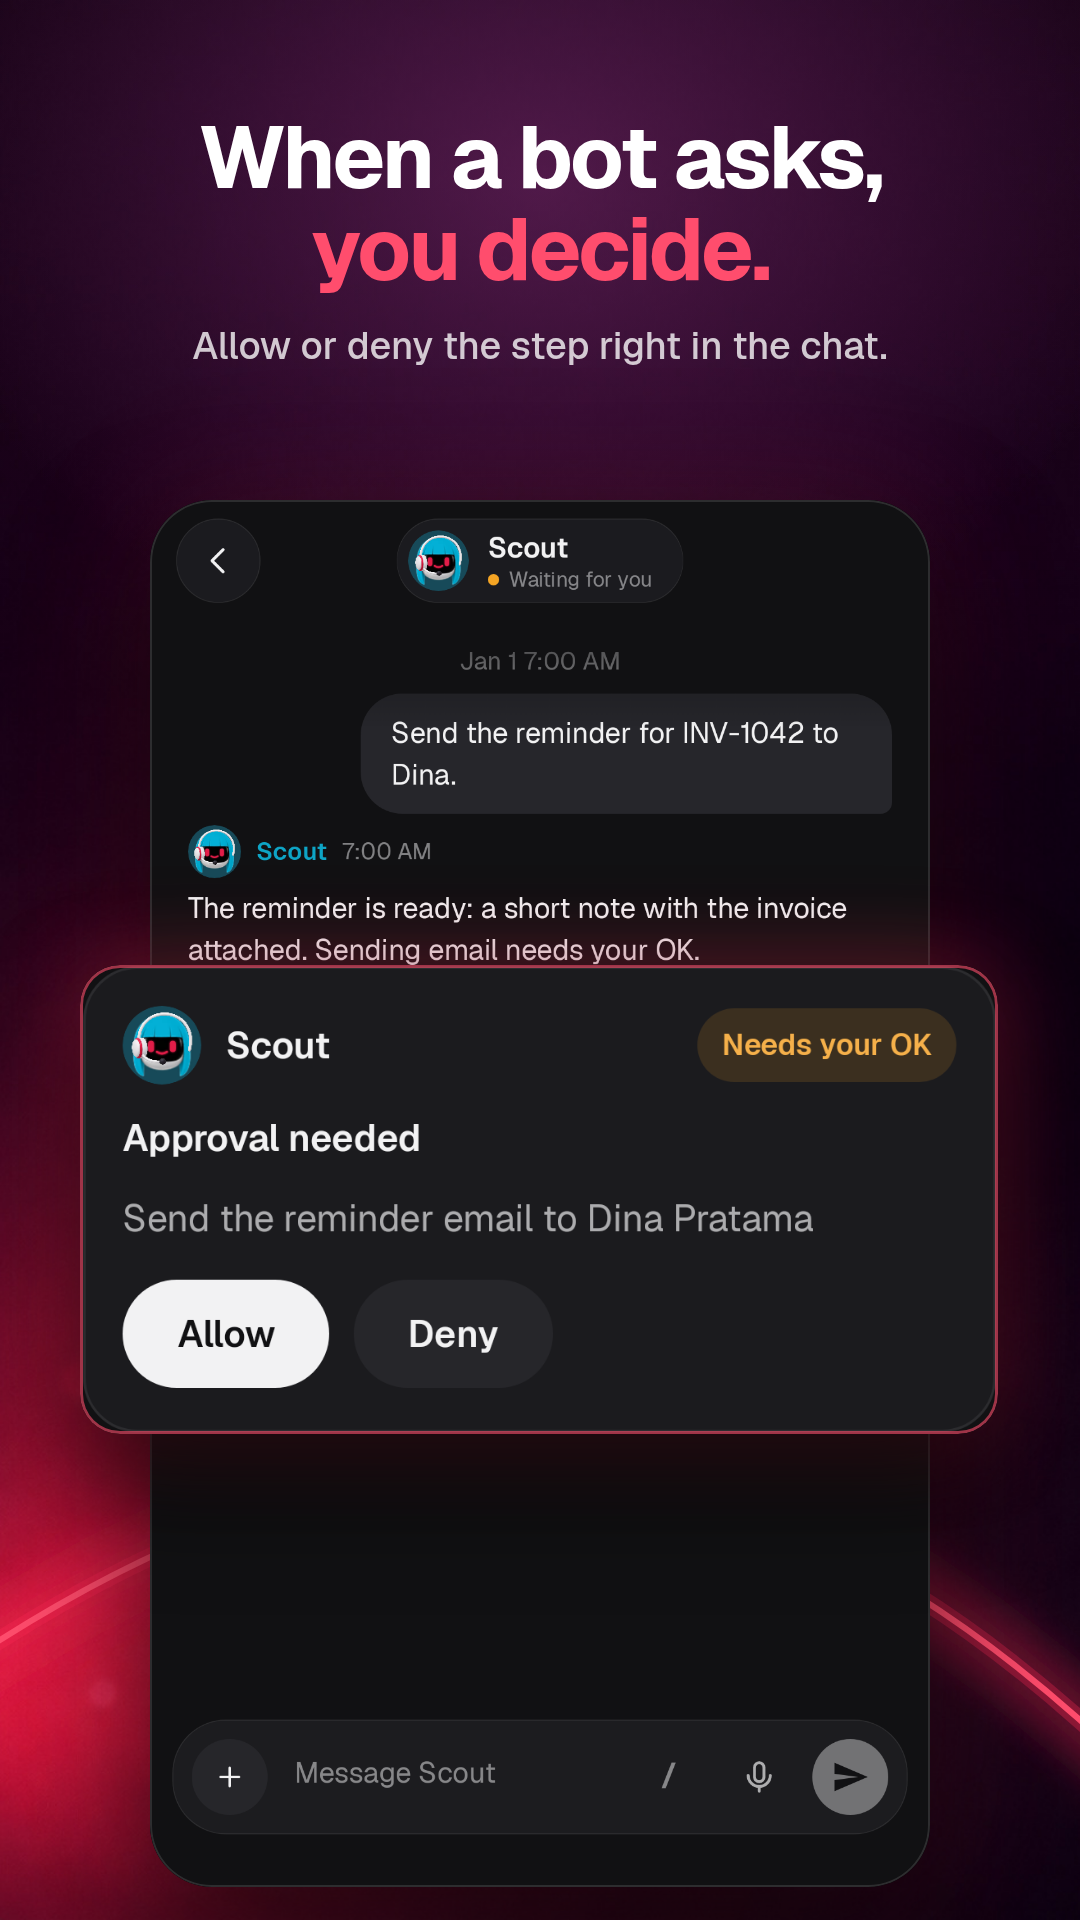 When a bot asks,
you decide.
Allow or deny the step right in the chat.
Scout
Waiting for you
Jan 1 7:00 AM
Send the reminder for INV-1042 to
Dina.
Scout 7:00 AM
The reminder is ready: a short note with the invoice
attached. Sending email needs your OK.
Scout
Needs your OK
Approval needed
Send the reminder email to Dina Pratama
Allow
Deny
Message Scout
/